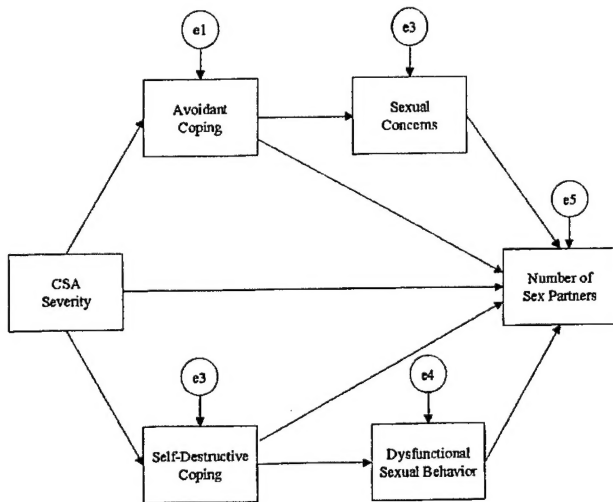 e1
e3
Avoidant
Coping
Sexual
Concerns
e5
CSA
Severity
Number of
Sex Partners
e3
e4
Self-Destructive
Coping
Dysfunctional
Sexual Behavior